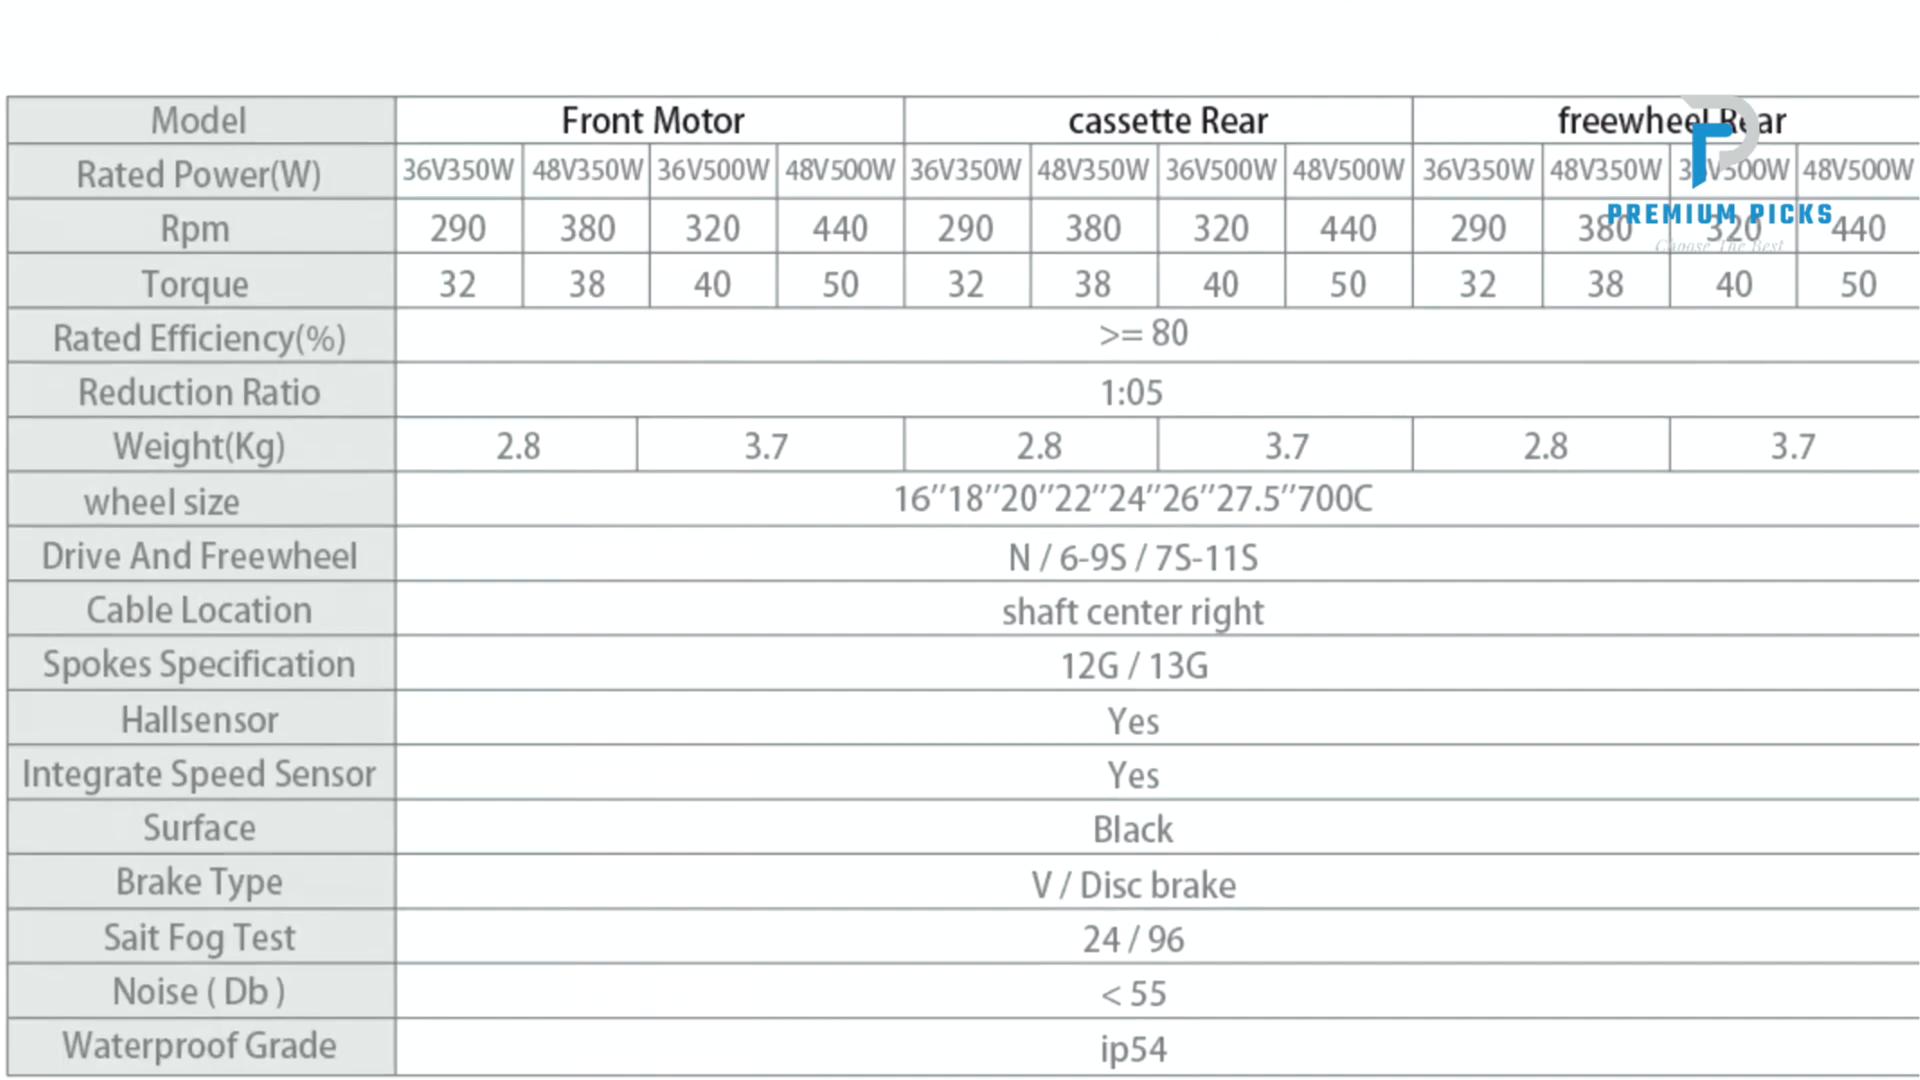 Model Front Motor cassette Rear freewheel Rear
Rated Power(W) 36V350W 48V350W 36V500W 48V500W 36V350W 48V350W 36V500W 48V500W 36V350W 48V350W 36V500W 48V500W
PREMIUM PICKS
Choose The Best
Rpm 290 380 320 440 290 380 320 440 290 380 320 440
Torque 32 38 40 50 32 38 40 50 32 38 40 50
Rated Efficiency(%) >= 80
Reduction Ratio 1:05
Weight(Kg) 2.8 3.7 2.8 3.7 2.8 3.7
wheel size 16″18″20″22″24″26″27.5″700C
Drive And Freewheel N / 6-9S / 7S-11S
Cable Location shaft center right
Spokes Specification 12G / 13G
Hallsensor Yes
Integrate Speed Sensor Yes
Surface Black
Brake Type V / Disc brake
Sait Fog Test 24 / 96
Noise ( Db ) < 55
Waterproof Grade ip54